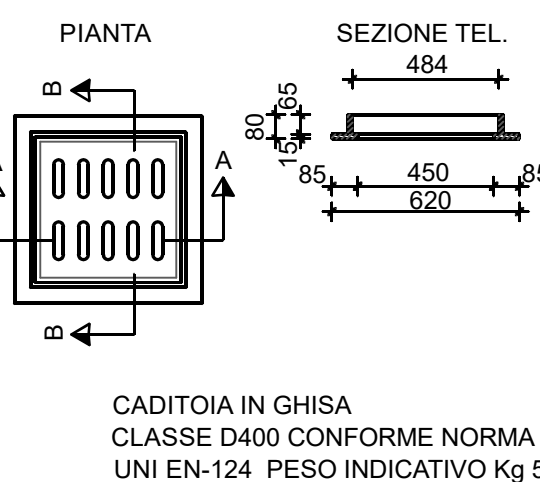 PIANTA
SEZIONE TEL.
484
B
65
80
15
A
A
85
450
85
620
B
CADITOIA IN GHISA
CLASSE D400 CONFORME NORMA
UNI EN-124 PESO INDICATIVO Kg 5